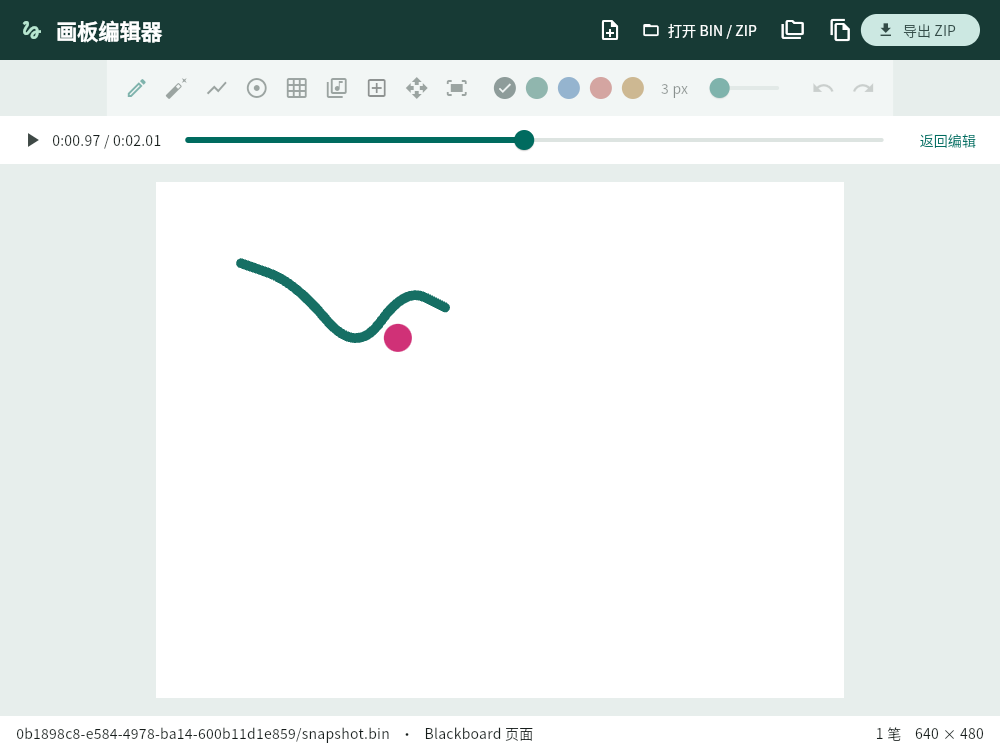 画板编辑器
打开 BIN / ZIP
导出 ZIP
3 px
0:00.97 / 0:02.01
返回编辑
0b1898c8-e584-4978-ba14-600b11d1e859/snapshot.bin • Blackboard 页面
1 笔 640 × 480